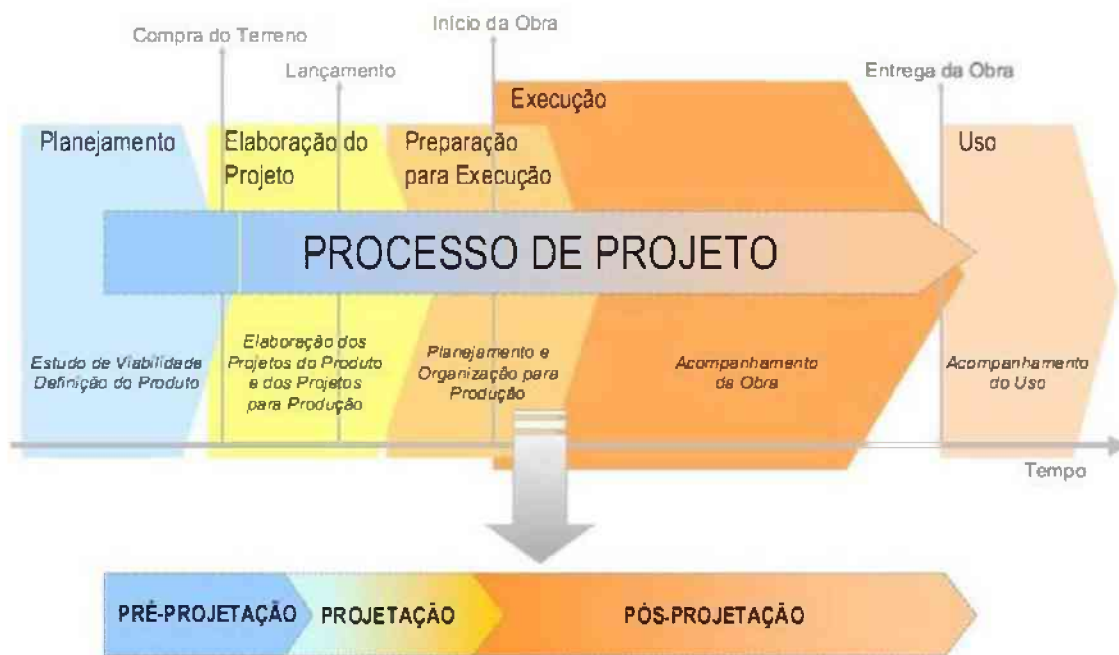 Início da Obra
Compra do Terreno
Lançamento
Entrega da Obra
Execução
Planejamento
Elaboração do
Projeto
Preparação
para Execução
Uso
PROCESSO DE PROJETO
Estudo de Viabilidade
Definição do Produto
Elaboração dos
Projetos do Produto
e dos Projetos
para Produção
Planejamento e
Organização para
Produção
Acompanhamento
da Obra
Acompanhamento
do Uso
Tempo
PRÉ-PROJETAÇÃO
PROJETAÇÃO
PÓS-PROJETAÇÃO